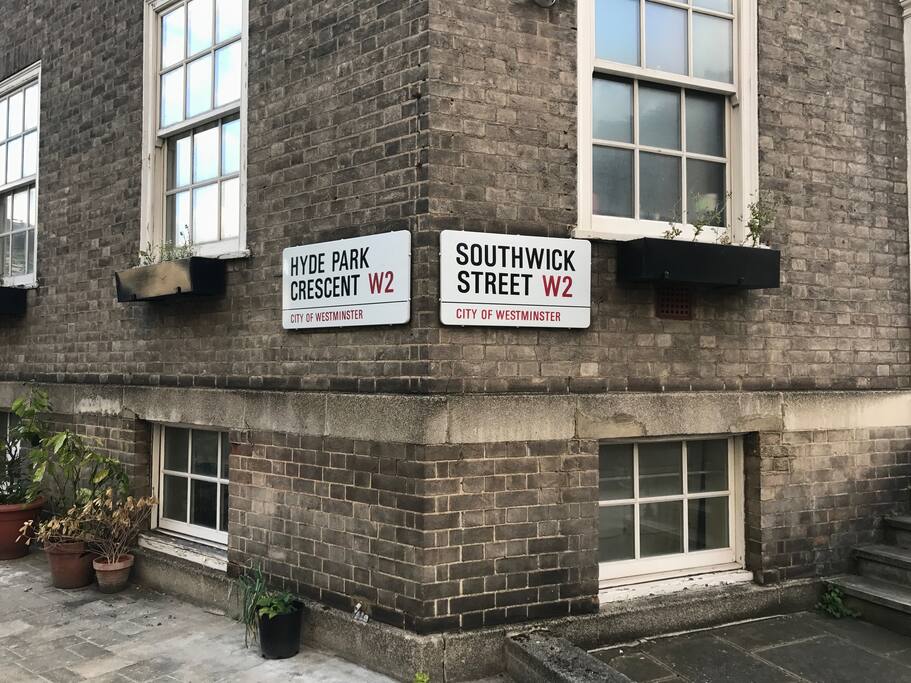 HYDE PARK
CRESCENT W2
CITY OF WESTMINSTER
SOUTHWICK
STREET W2
CITY OF WESTMINSTER